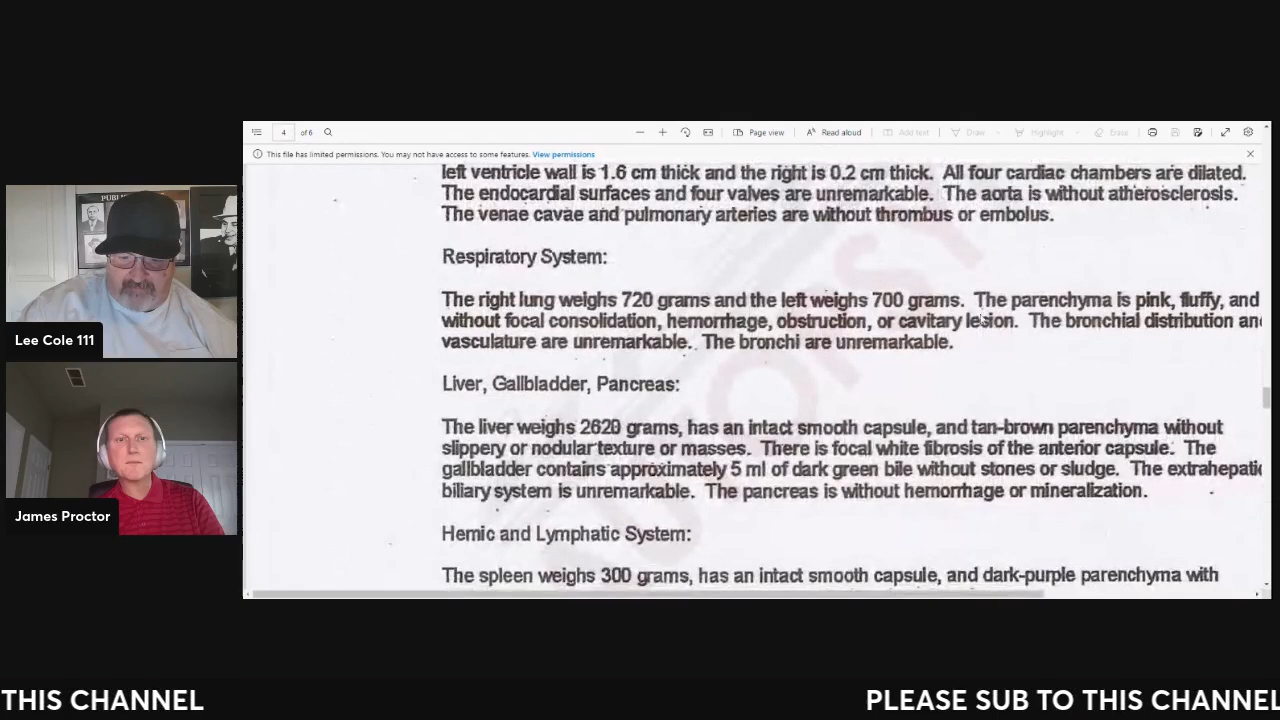 4 of 6
Page view
Read aloud
Add text
Draw
Highlight
Erase
This file has limited permissions. You may not have access to some features. View permissions
left ventricle wall is 1.6 cm thick and the right is 0.2 cm thick. All four cardiac chambers are dilated.
The endocardial surfaces and four valves are unremarkable. The aorta is without atherosclerosis.
The venae cavae and pulmonary arteries are without thrombus or embolus.
Respiratory System:
The right lung weighs 720 grams and the left weighs 700 grams. The parenchyma is pink, fluffy, and
without focal consolidation, hemorrhage, obstruction, or cavitary lesion. The bronchial distribution and
vasculature are unremarkable. The bronchi are unremarkable.
Liver, Gallbladder, Pancreas:
The liver weighs 2620 grams, has an intact smooth capsule, and tan-brown parenchyma without
slippery or nodular texture or masses. There is focal white fibrosis of the anterior capsule. The
gallbladder contains approximately 5 ml of dark green bile without stones or sludge. The extrahepatic
biliary system is unremarkable. The pancreas is without hemorrhage or mineralization.
Hemic and Lymphatic System:
The spleen weighs 300 grams, has an intact smooth capsule, and dark-purple parenchyma with
Lee Cole 111
James Proctor
THIS CHANNEL
PLEASE SUB TO THIS CHANNEL